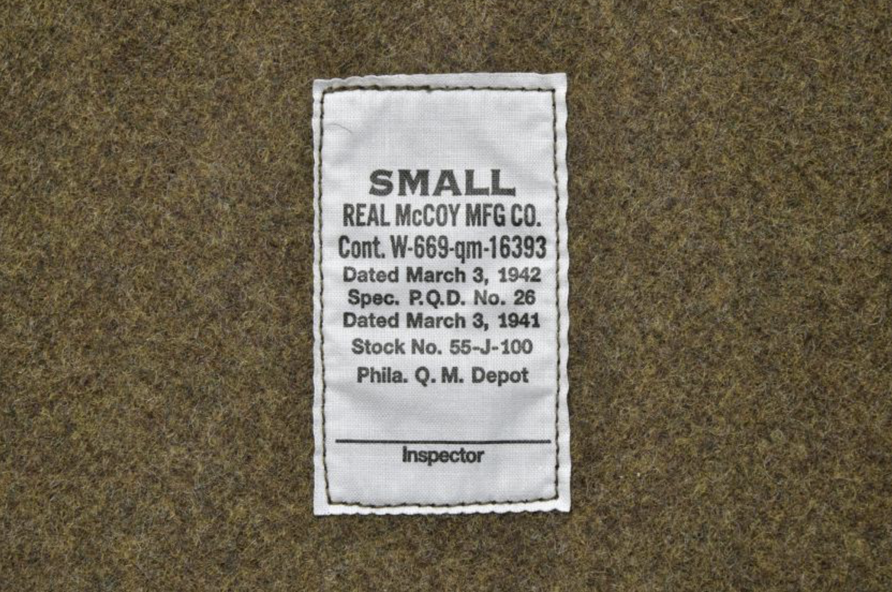 SMALL
REAL McCOY MFG CO.
Cont. W-669-qm-16393
Dated March 3, 1942
Spec. P.Q.D. No. 26
Dated March 3, 1941
Stock No. 55-J-100
Phila. Q. M. Depot
Inspector